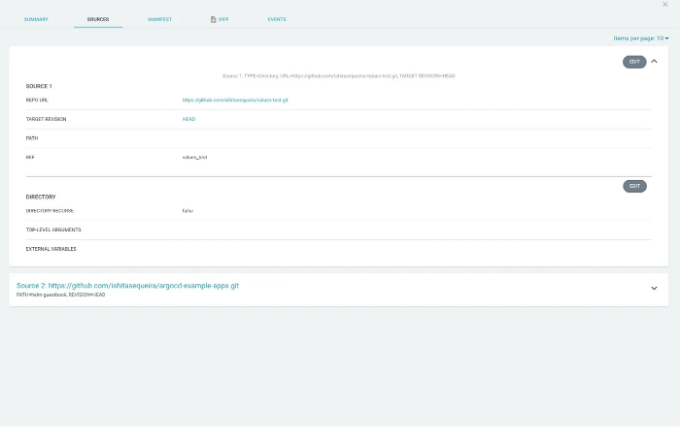 SUMMARY
SOURCES
MANIFEST
DIFF
EVENTS
Items per page: 10
EDIT
Source 1: TYPE=Directory, URL=https://github.com/ishitasequeira/values-test.git, TARGET REVISION=HEAD
SOURCE 1
REPO URL https://github.com/ishitasequeira/values-test.git
TARGET REVISION HEAD
PATH
REF values_test
EDIT
DIRECTORY
DIRECTORY RECURSE false
TOP-LEVEL ARGUMENTS
EXTERNAL VARIABLES
Source 2: https://github.com/ishitasequeira/argocd-example-apps.git
PATH=helm-guestbook, REVISION=HEAD